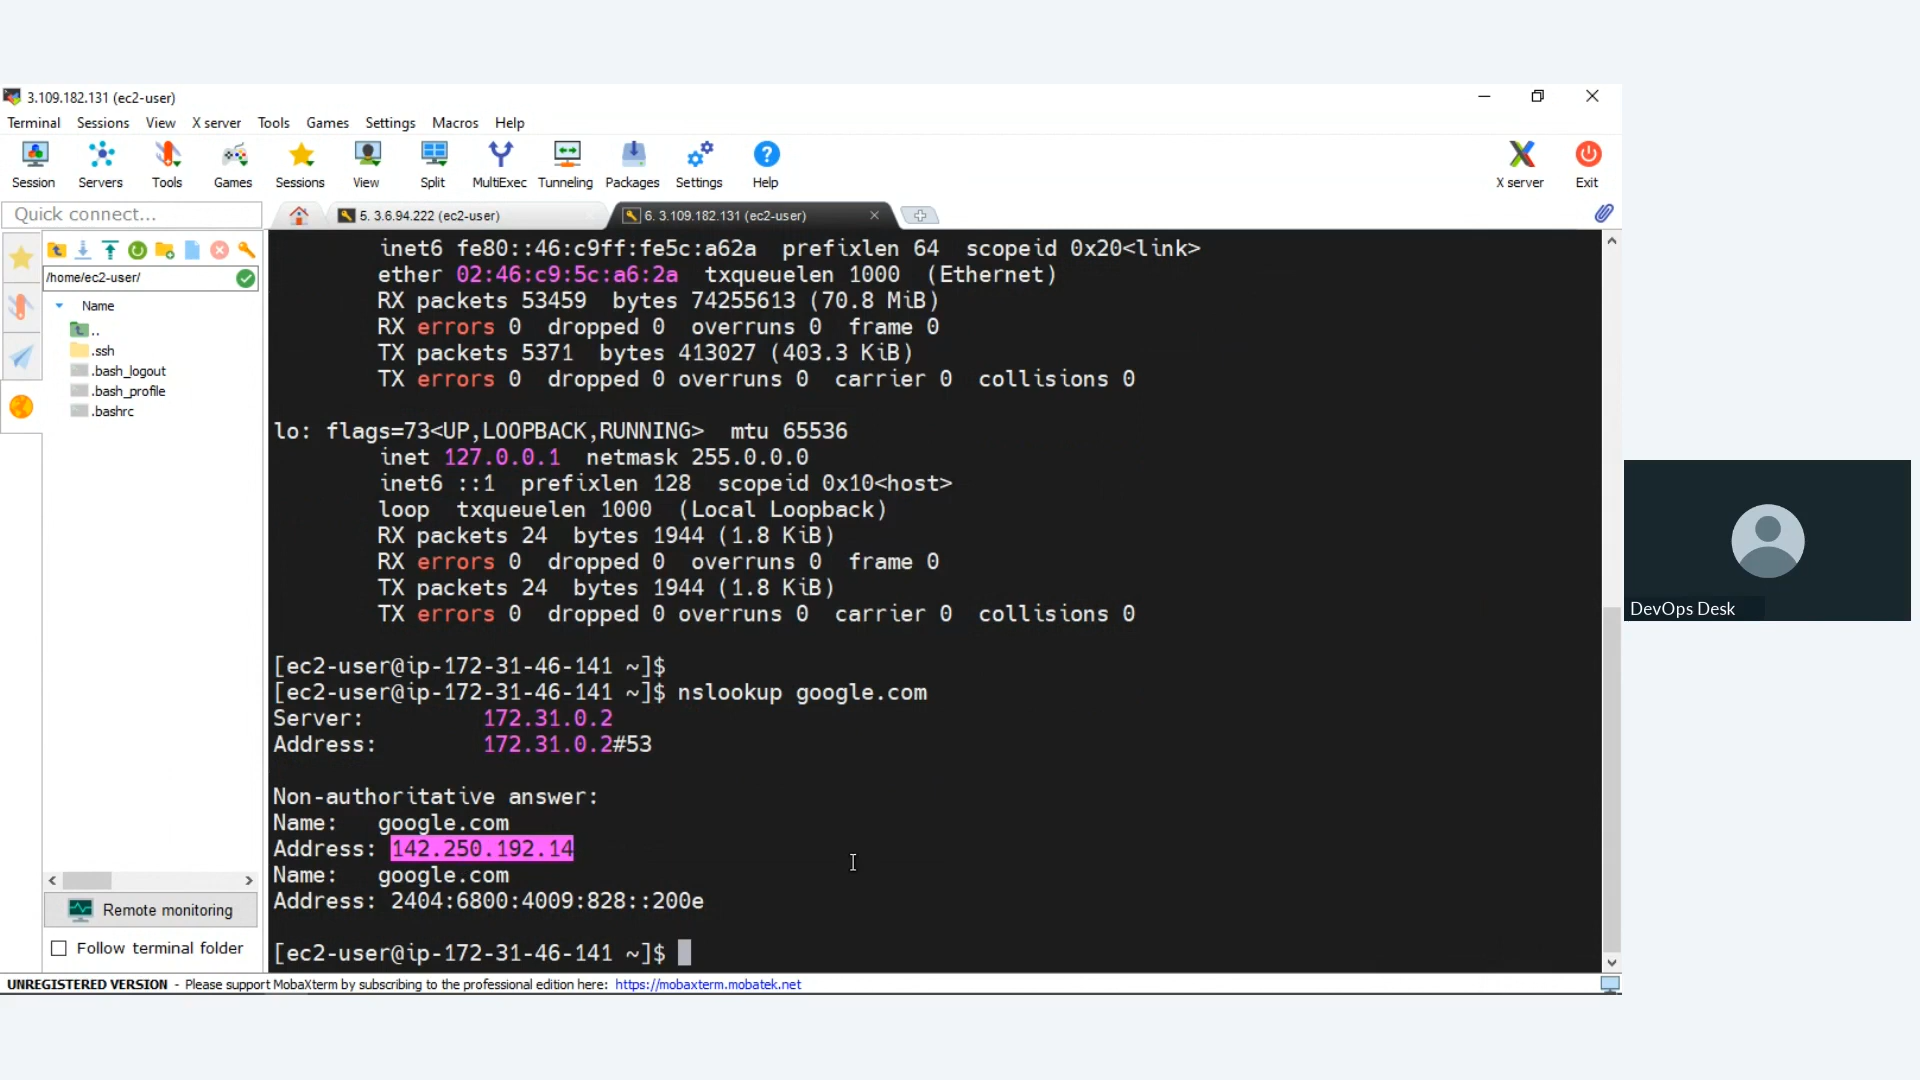 3.109.182.131 (ec2-user)
Terminal Sessions View X server Tools Games Settings Macros Help
Session Servers Tools Games Sessions View Split MultiExec Tunneling Packages Settings Help X server Exit
Quick connect...
5. 3.6.94.222 (ec2-user)
6. 3.109.182.131 (ec2-user)
/home/ec2-user/
Name
..
.ssh
.bash_logout
.bash_profile
.bashrc
Remote monitoring
Follow terminal folder
inet6 fe80::46:c9ff:fe5c:a62a prefixlen 64 scopeid 0x20<link>
ether 02:46:c9:5c:a6:2a txqueuelen 1000 (Ethernet)
RX packets 53459 bytes 74255613 (70.8 MiB)
RX errors 0 dropped 0 overruns 0 frame 0
TX packets 5371 bytes 413027 (403.3 KiB)
TX errors 0 dropped 0 overruns 0 carrier 0 collisions 0
lo: flags=73<UP,LOOPBACK,RUNNING> mtu 65536
inet 127.0.0.1 netmask 255.0.0.0
inet6 ::1 prefixlen 128 scopeid 0x10<host>
loop txqueuelen 1000 (Local Loopback)
RX packets 24 bytes 1944 (1.8 KiB)
RX errors 0 dropped 0 overruns 0 frame 0
TX packets 24 bytes 1944 (1.8 KiB)
TX errors 0 dropped 0 overruns 0 carrier 0 collisions 0
[ec2-user@ip-172-31-46-141 ~]$
[ec2-user@ip-172-31-46-141 ~]$ nslookup google.com
Server: 172.31.0.2
Address: 172.31.0.2#53
Non-authoritative answer:
Name: google.com
Address: 142.250.192.14
Name: google.com
Address: 2404:6800:4009:828::200e
[ec2-user@ip-172-31-46-141 ~]$
UNREGISTERED VERSION - Please support MobaXterm by subscribing to the professional edition here: https://mobaxterm.mobatek.net
DevOps Desk